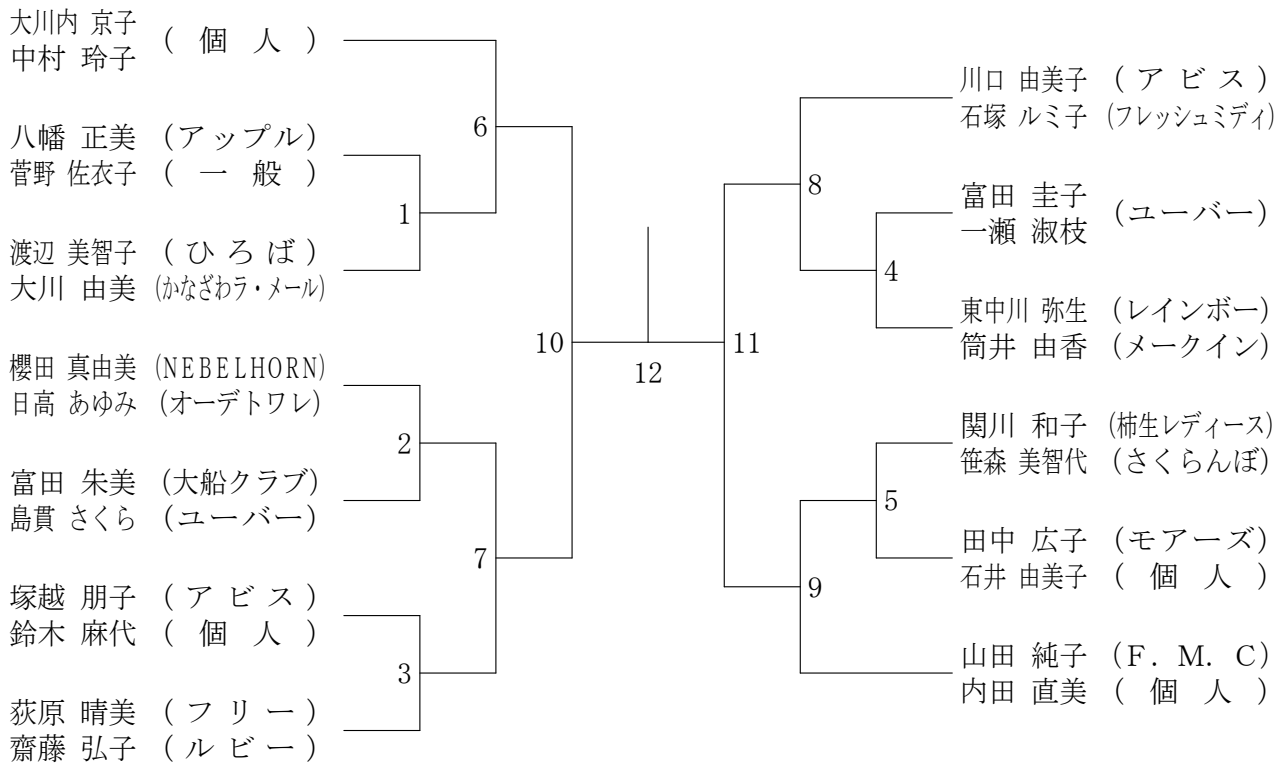 大川内 京子 ( 個 人 )
中村 玲子
八幡 正美 (アップル)
菅野 佐衣子 ( 一 般 )
渡辺 美智子 ( ひ ろ ば )
大川 由美 (かなざわラ・メール)
櫻田 真由美 (NEBELHORN)
日高 あゆみ (オーデトワレ)
富田 朱美 (大船クラブ)
島貫 さくら (ユーバー)
塚越 朋子 ( ア ビ ス )
鈴木 麻代 ( 個 人 )
荻原 晴美 ( フ リ ー )
齋藤 弘子 ( ル ビ ー )
6
1
2
7
3
10
12
11
8
4
5
9
川口 由美子 ( ア ビ ス )
石塚 ルミ子 (フレッシュミディ)
富田 圭子 (ユーバー)
一瀬 淑枝
東中川 弥生 (レインボー)
筒井 由香 (メークイン)
関川 和子 (柿生レディース)
笹森 美智代 (さくらんぼ)
田中 広子 (モアーズ)
石井 由美子 ( 個 人 )
山田 純子 (F. M. C)
内田 直美 ( 個 人 )